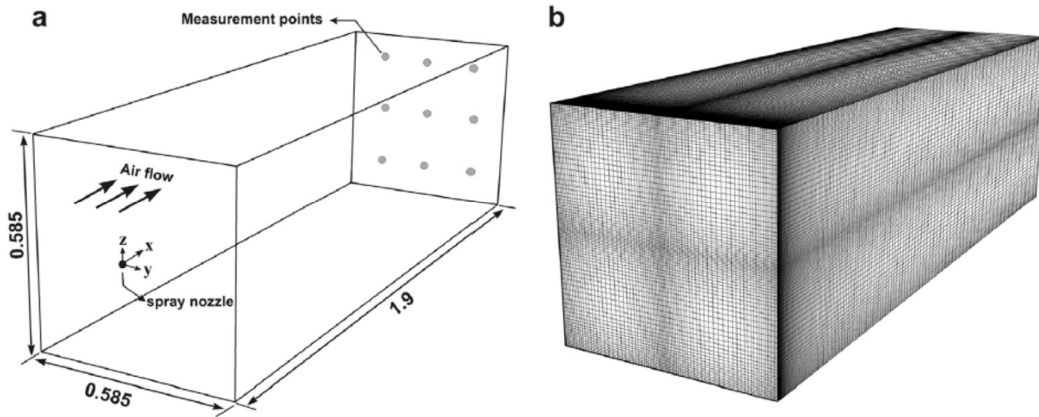 a
b
Measurement points
Air flow
0.585
z
x
y
spray nozzle
1.9
0.585